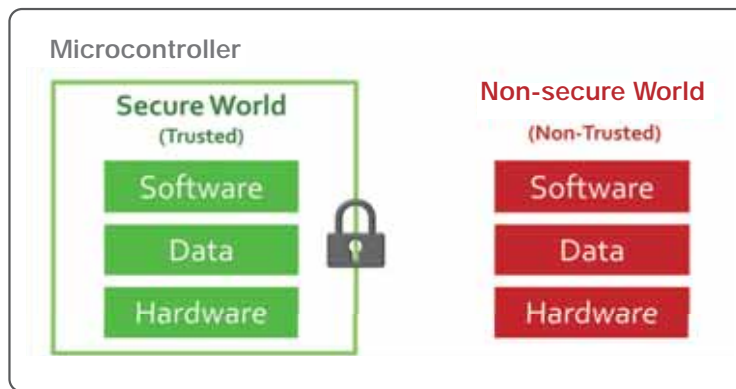 Microcontroller
Secure World
(Trusted)
Software
Data
Hardware
Non-secure World
(Non-Trusted)
Software
Data
Hardware